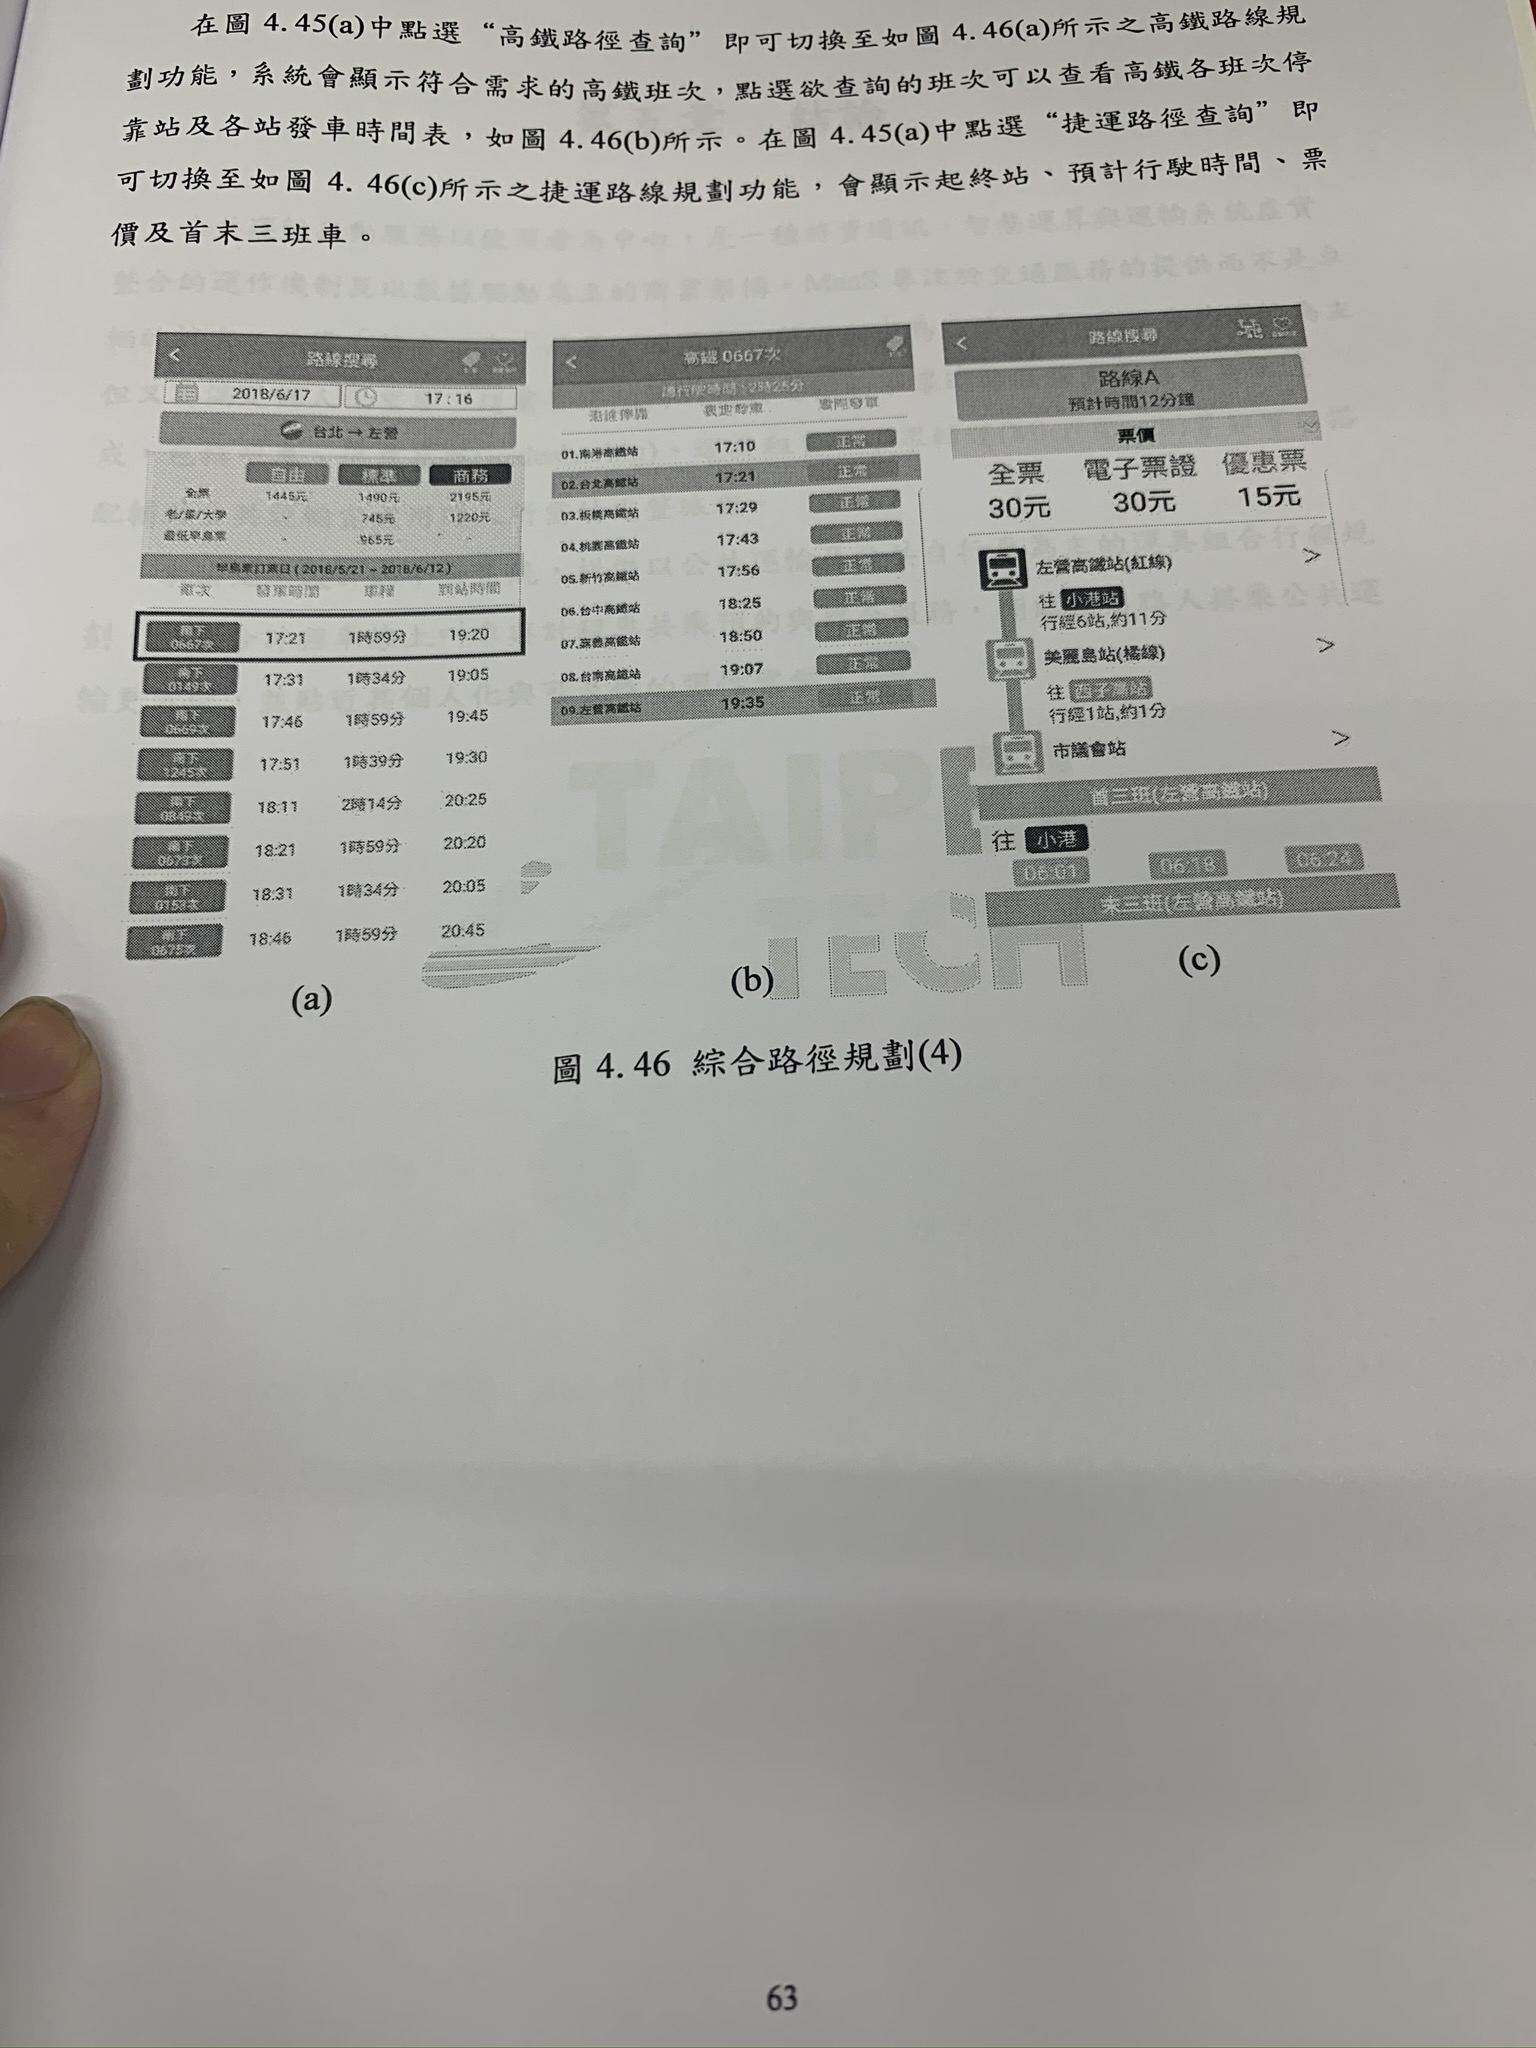 在圖 4.45(a)中點選“高鐵路徑查詢”即可切換至如圖 4.46(a)所示之高鐵路線規
劃功能，系統會顯示符合需求的高鐵班次，點選欲查詢的班次可以查看高鐵各班次停
靠站及各站發車時間表，如圖 4.46(b)所示。在圖 4.45(a)中點選“捷運路徑查詢”即
可切換至如圖 4. 46(c)所示之捷運路線規劃功能，會顯示起終站、預計行駛時間、票
價及首末三班車。
< 路線搜尋
2018/6/17 17:16
台北→左營
自由 標準 商務
全票 1445元 1490元 2195元
老/孩/大學 - 745元 1220元
最低早鳥票 - 965元 -
早鳥票訂票日 ( 2018/5/21 ~ 2018/6/12 )
車次 發車時間 車程 到站時間
南下 0667次 17:21 1時59分 19:20
南下 0149次 17:31 1時34分 19:05
南下 0669次 17:46 1時59分 19:45
南下 1245次 17:51 1時39分 19:30
南下 0849次 18:11 2時14分 20:25
南下 0673次 18:21 1時59分 20:20
南下 0153次 18:31 1時34分 20:05
南下 0675次 18:46 1時59分 20:45
(a)
< 高鐵 0667次
總行駛時間：2時25分
01.南港高鐵站 17:10 正常
02.台北高鐵站 17:21 正常
03.板橋高鐵站 17:29 正常
04.桃園高鐵站 17:43 正常
05.新竹高鐵站 17:56 正常
06.台中高鐵站 18:25 正常
07.嘉義高鐵站 18:50 正常
08.台南高鐵站 19:07 正常
09.左營高鐵站 19:35 正常
(b)
< 路線搜尋
路線A
預計時間12分鐘
票價
全票 電子票證 優惠票
30元 30元 15元
左營高鐵站(紅線) >
往 小港站
行經6站,約11分
美麗島站(橘線) >
往 西子灣站
行經1站,約1分
市議會站 >
首三班(左營高鐵站)
往 小港
06:01 06:18 06:24
末三班(左營高鐵站)
(c)
TAIPE
TECH
圖 4.46 綜合路徑規劃(4)
63